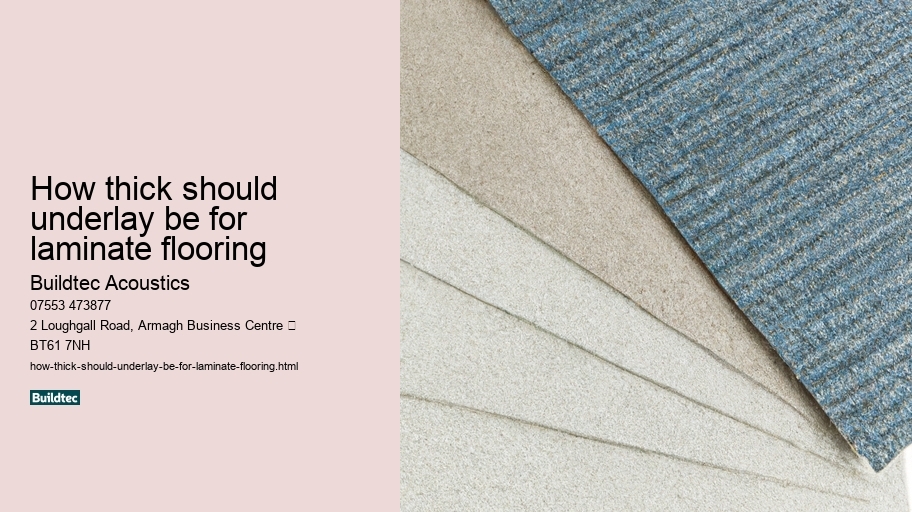 How thick should
underlay be for
laminate flooring
Buildtec Acoustics
07553 473877
2 Loughgall Road, Armagh Business Centre □
BT61 7NH
how-thick-should-underlay-be-for-laminate-flooring.html
Buildtec